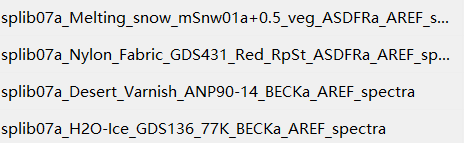 splib07a_Melting_snow_mSnw01a+0.5_veg_ASDFRa_AREF_s...
splib07a_Nylon_Fabric_GDS431_Red_RpSt_ASDFRa_AREF_sp...
splib07a_Desert_Varnish_ANP90-14_BECKa_AREF_spectra
splib07a_H2O-Ice_GDS136_77K_BECKa_AREF_spectra